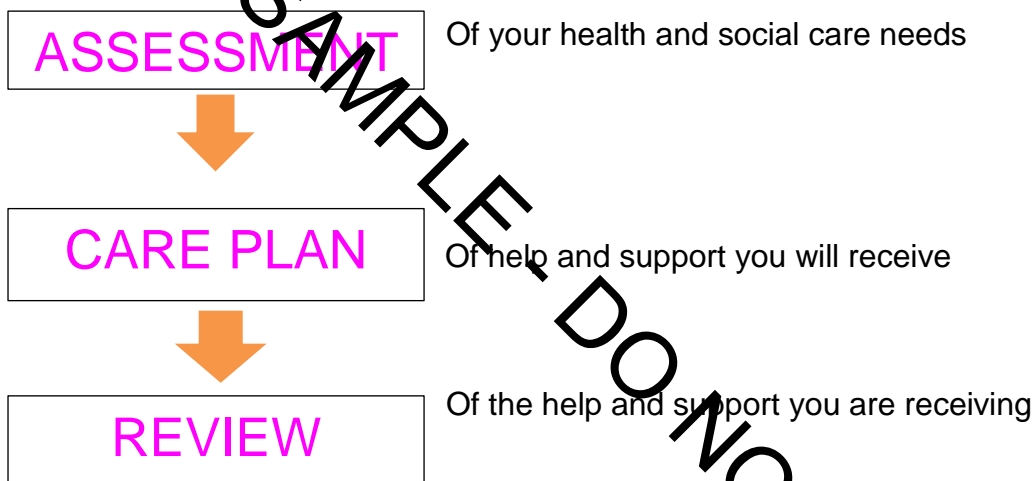 ASSESSMENT
Of your health and social care needs
CARE PLAN
Of help and support you will receive
REVIEW
Of the help and support you are receiving
SAMPLE - DO NO